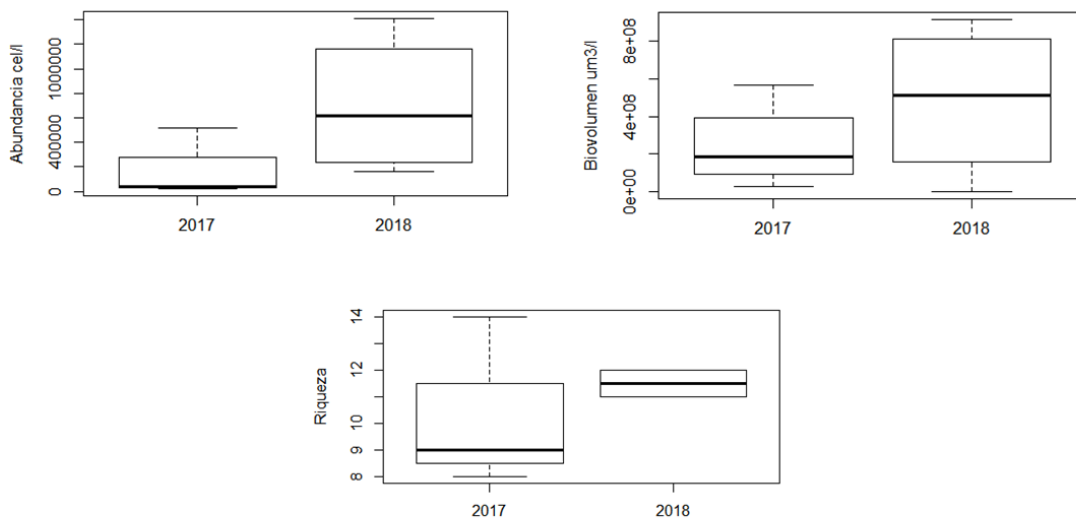 Abundancia cel/l
0
400000
1000000
2017
2018
Biovolumen um3/l
0e+00
4e+08
8e+08
2017
2018
Riqueza
8
9
10
12
14
2017
2018